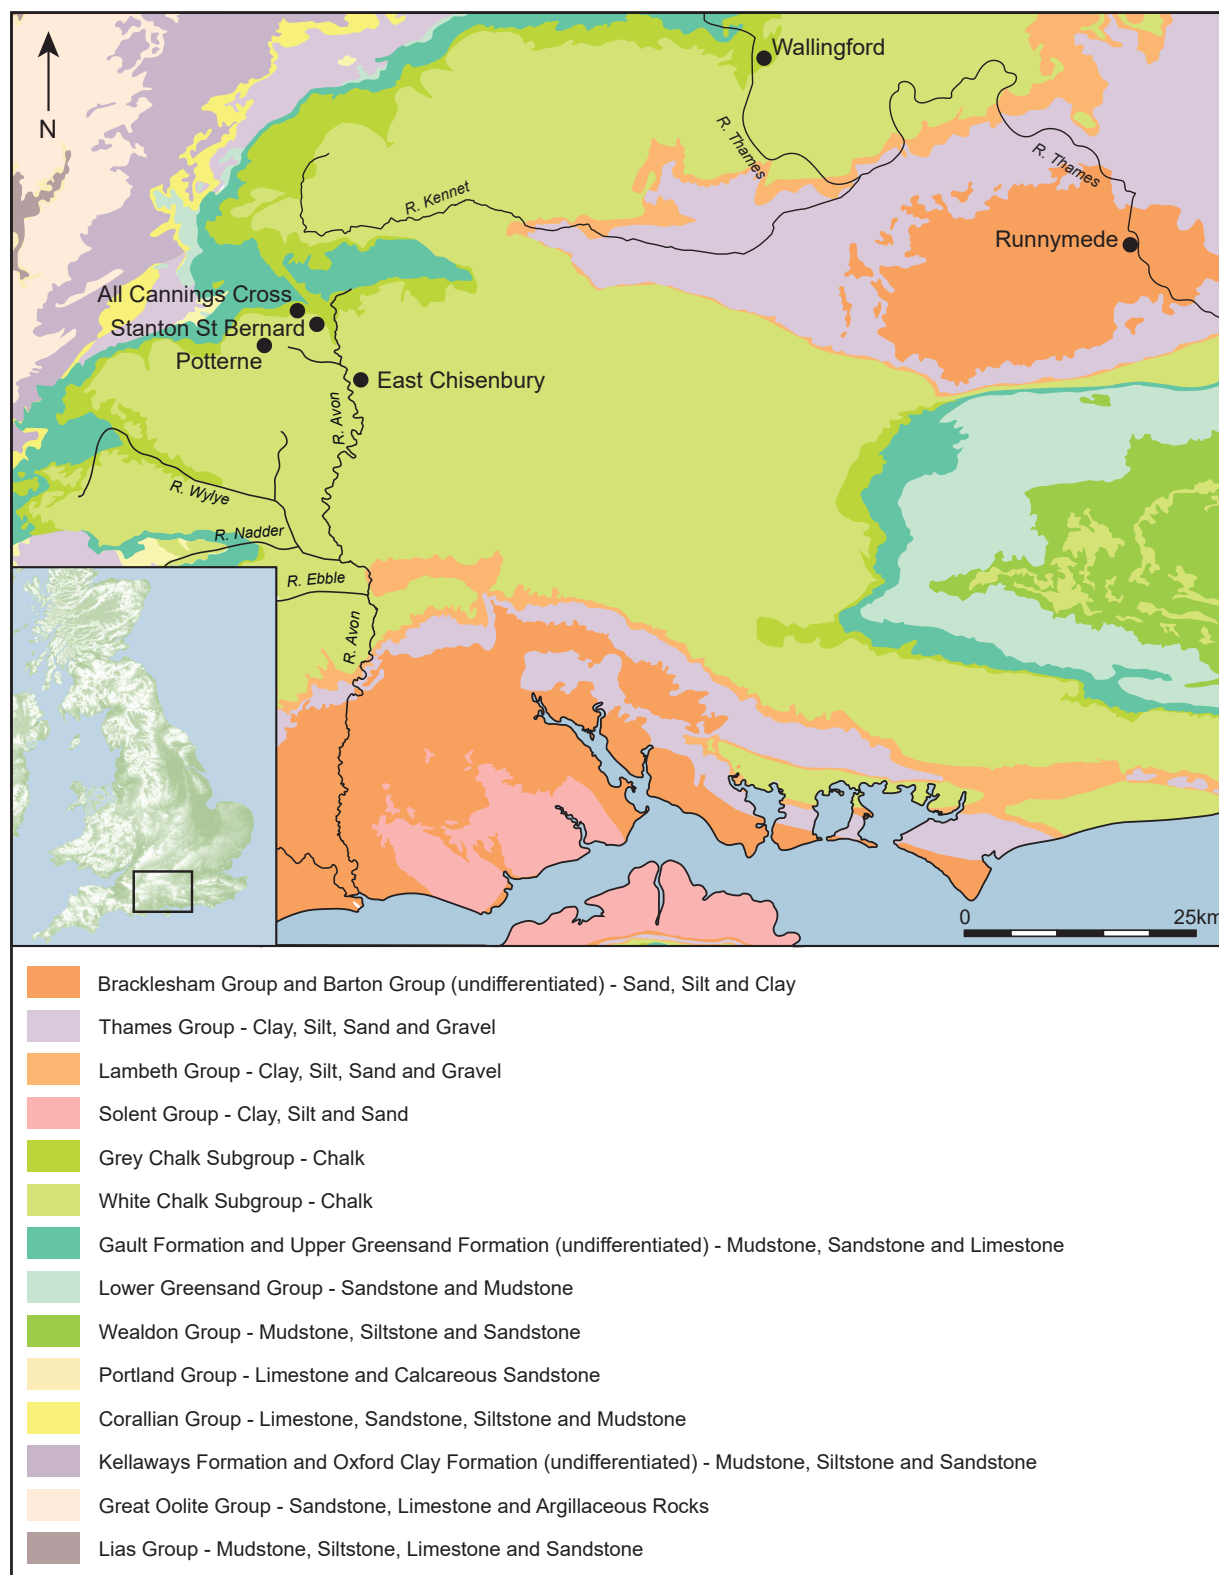 Wallingford
N
R. Thames
R. Thames
R. Kennet
Runnymede
All Cannings Cross
Stanton St Bernard
Potterne
East Chisenbury
R. Avon
R. Wylye
R. Nadder
R. Ebble
R. Avon
0 25km
Bracklesham Group and Barton Group (undifferentiated) - Sand, Silt and Clay
Thames Group - Clay, Silt, Sand and Gravel
Lambeth Group - Clay, Silt, Sand and Gravel
Solent Group - Clay, Silt and Sand
Grey Chalk Subgroup - Chalk
White Chalk Subgroup - Chalk
Gault Formation and Upper Greensand Formation (undifferentiated) - Mudstone, Sandstone and Limestone
Lower Greensand Group - Sandstone and Mudstone
Wealdon Group - Mudstone, Siltstone and Sandstone
Portland Group - Limestone and Calcareous Sandstone
Corallian Group - Limestone, Sandstone, Siltstone and Mudstone
Kellaways Formation and Oxford Clay Formation (undifferentiated) - Mudstone, Siltstone and Sandstone
Great Oolite Group - Sandstone, Limestone and Argillaceous Rocks
Lias Group - Mudstone, Siltstone, Limestone and Sandstone